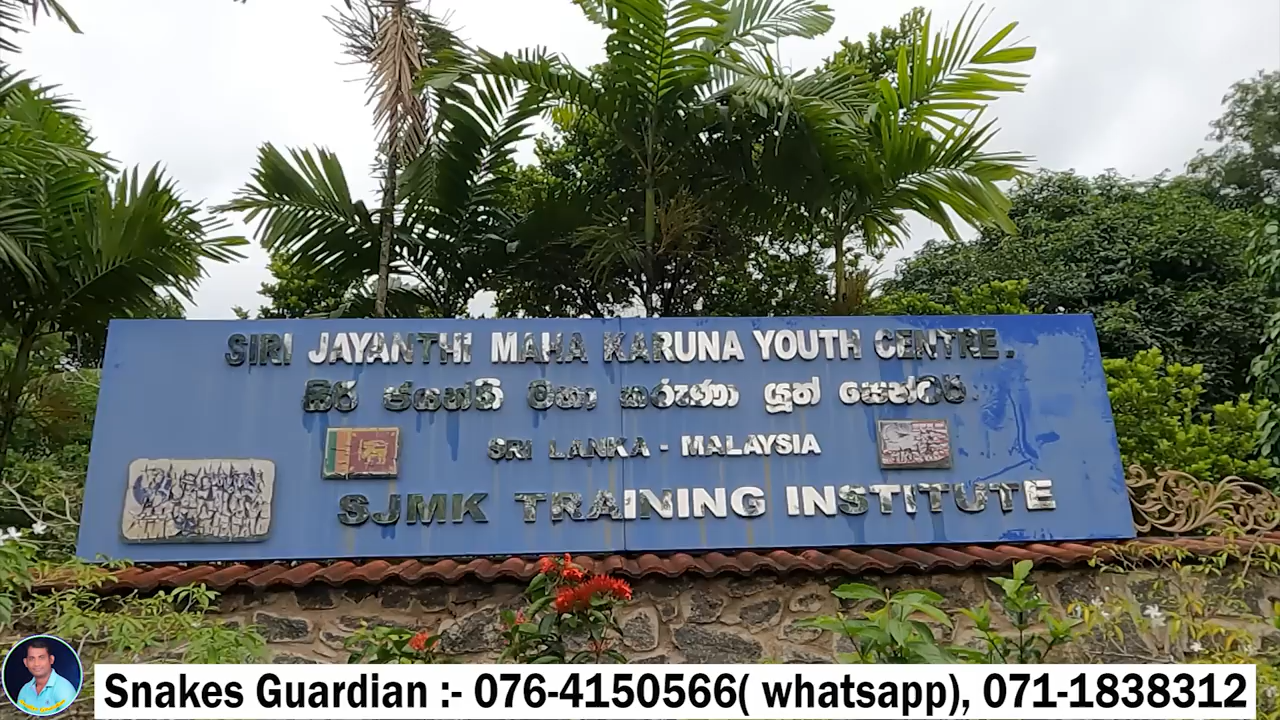 SIRI JAYANTHI MAHA KARUNA YOUTH CENTRE.
සිරි ජයන්ති මහා කරුණා යූත් සෙන්ටර්
SRI LANKA - MALAYSIA
SJMK TRAINING INSTITUTE
Snakes Guardian :- 076-4150566( whatsapp), 071-1838312